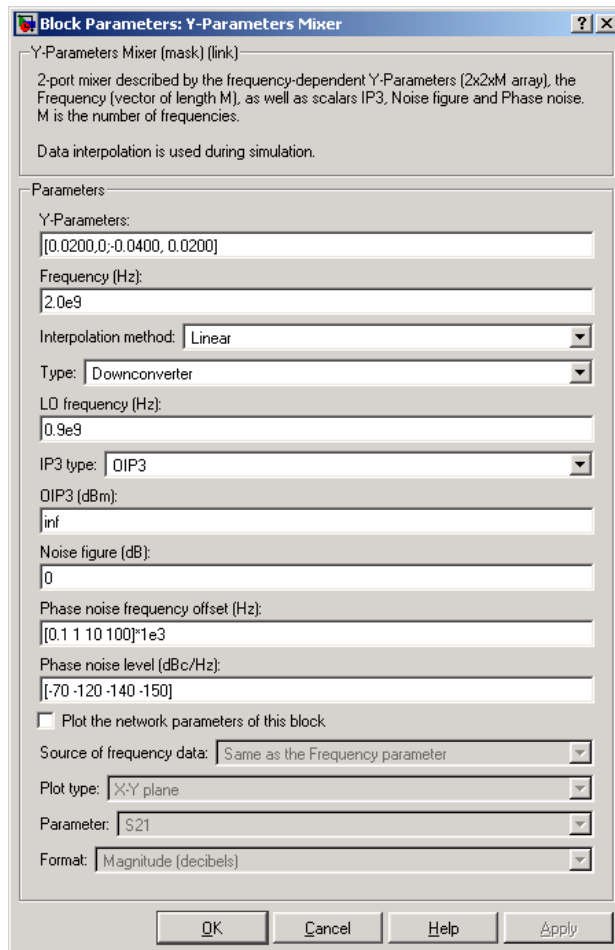 Block Parameters: Y-Parameters Mixer
Y-Parameters Mixer (mask) (link)
2-port mixer described by the frequency-dependent Y-Parameters (2x2xM array), the
Frequency (vector of length M), as well as scalars IP3, Noise figure and Phase noise.
M is the number of frequencies.
Data interpolation is used during simulation.
Parameters
Y-Parameters:
[0.0200,0;-0.0400, 0.0200]
Frequency (Hz):
2.0e9
Interpolation method: Linear
Type: Downconverter
LO frequency (Hz):
0.9e9
IP3 type: OIP3
OIP3 (dBm):
inf
Noise figure (dB):
0
Phase noise frequency offset (Hz):
[0.1 1 10 100]*1e3
Phase noise level (dBc/Hz):
[-70 -120 -140 -150]
Plot the network parameters of this block
Source of frequency data: Same as the Frequency parameter
Plot type: X-Y plane
Parameter: S21
Format: Magnitude (decibels)
OK Cancel Help Apply